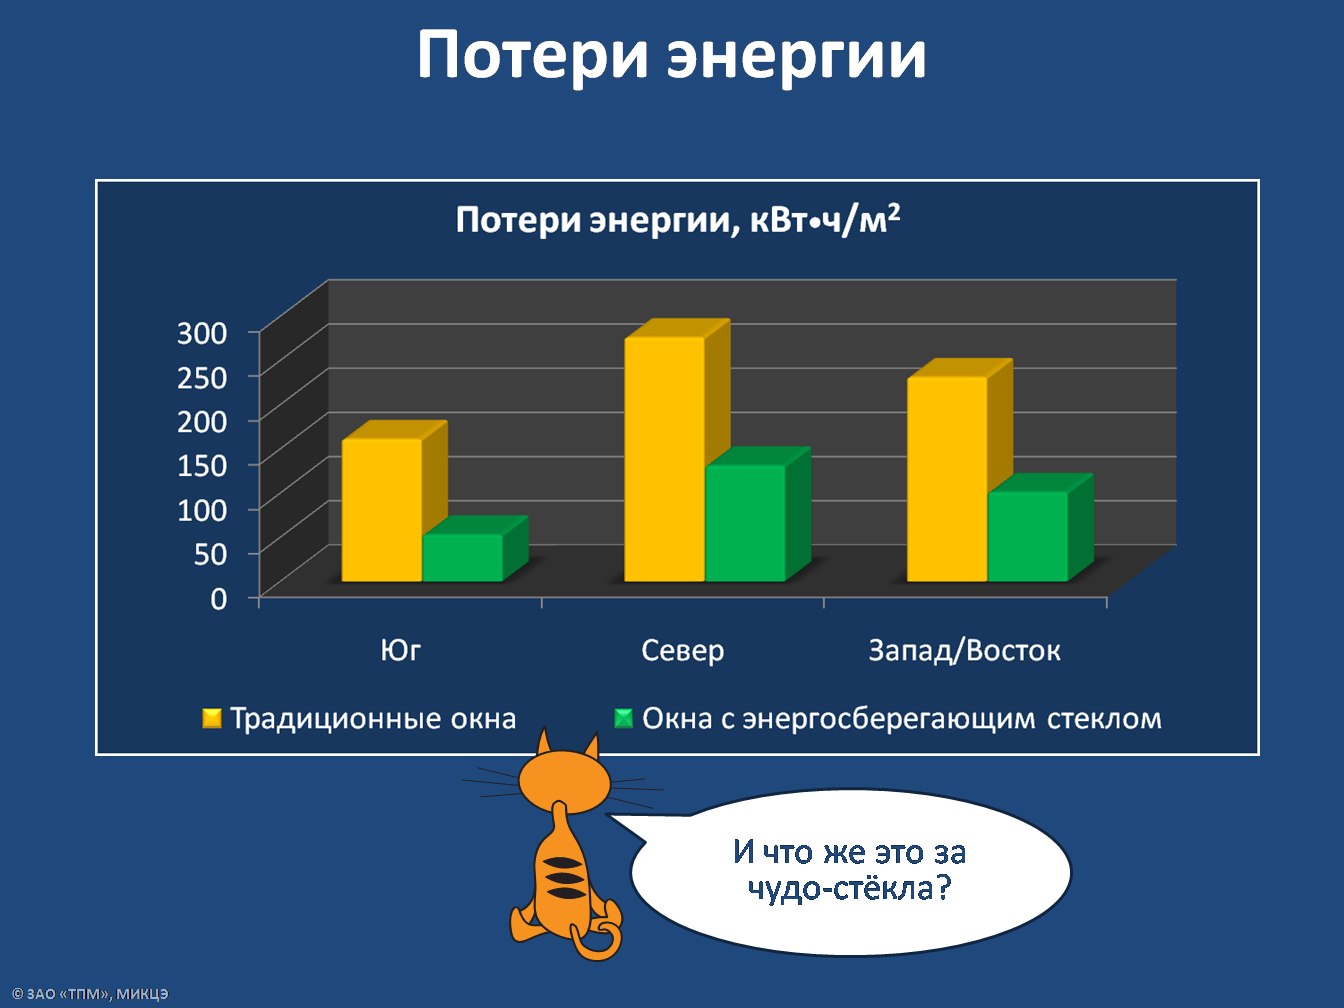 Потери энергии
Потери энергии, кВт•ч/м²
300
250
200
150
100
50
0
Юг Север Запад/Восток
Традиционные окна Окна с энергосберегающим стеклом
И что же это за
чудо-стёкла?
© ЗАО «ТПМ», МИКЦЭ